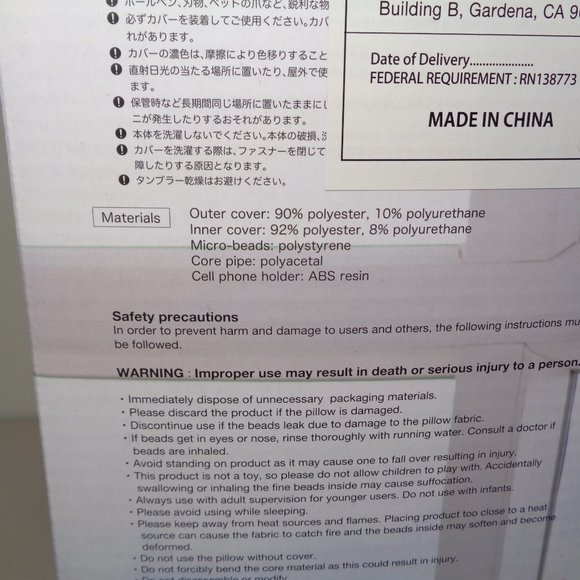 ボールペン、刃物、ペットの爪など、鋭利な物
必ずカバーを装着してご使用ください。カバ
れがあります。
カバーの濃色は、摩擦により色移りすること
直射日光の当たる場所に置いたり、屋外で使
ます。
保管時など長期間同じ場所に置いたままに
ニが発生したりするおそれがあります。
本体を洗濯しないでください。本体の破損、
カバーを洗濯する際は、ファスナーを閉じて
障したりする原因となります。
タンブラー乾燥はお避けください。
Building B, Gardena, CA
Date of Delivery....................
FEDERAL REQUIREMENT : RN138773
MADE IN CHINA
Materials
Outer cover: 90% polyester, 10% polyurethane
Inner cover: 92% polyester, 8% polyurethane
Micro-beads: polystyrene
Core pipe: polyacetal
Cell phone holder: ABS resin
Safety precautions
In order to prevent harm and damage to users and others, the following instructions mu
be followed.
WARNING : Improper use may result in death or serious injury to a person.
・Immediately dispose of unnecessary packaging materials.
・Please discard the product if the pillow is damaged.
・Discontinue use if the beads leak due to damage to the pillow fabric.
・If beads get in eyes or nose, rinse thoroughly with running water. Consult a doctor if
beads are inhaled.
・Avoid standing on product as it may cause one to fall over resulting in injury.
・This product is not a toy, so please do not allow children to play with. Accidentally
swallowing or inhaling the fine beads inside may cause suffocation.
・Always use with adult supervision for younger users. Do not use with infants.
・Please avoid using while sleeping.
・Please keep away from heat sources and flames. Placing product too close to a heat
source can cause the fabric to catch fire and the beads inside may soften and become
deformed.
・Do not use the pillow without cover.
・Do not forcibly bend the core material as this could result in injury.
・Do not disassemble or modify.